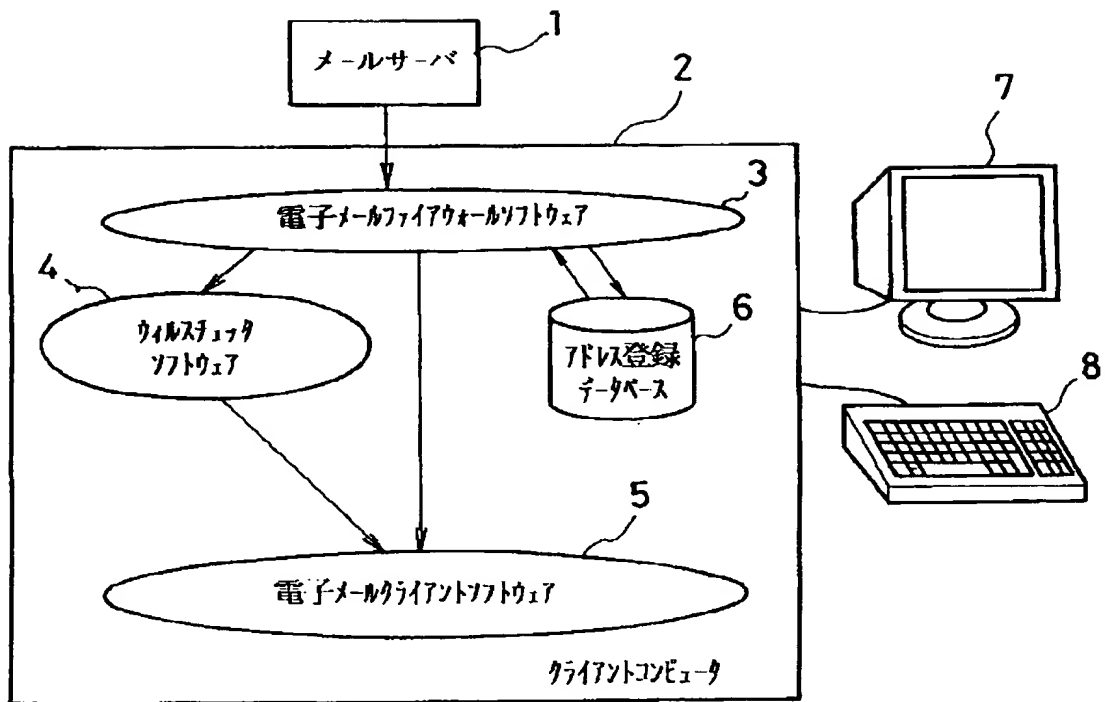 1
メールサーバ
2
7
3
電子メールファイアウォールソフトウェア
4
ウィルスチェッタ
ソフトウェア
6
アドレス登録
データベース
8
5
電子メールクライアントソフトウェア
クライアントコンピュータ